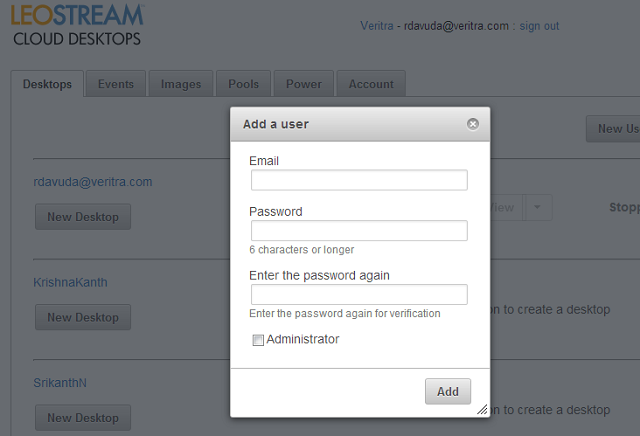 LEOSTREAM
CLOUD DESKTOPS
Veritra - rdavuda@veritra.com : sign out
Desktops Events Images Pools Power Account
Add a user
New Us
Email
rdavuda@veritra.com
New Desktop
View
Stopp
Password
6 characters or longer
Enter the password again
KrishnaKanth
Enter the password again for verification
New Desktop
on to create a desktop
Administrator
SrikanthN
Add
New Desktop
on to create a desktop